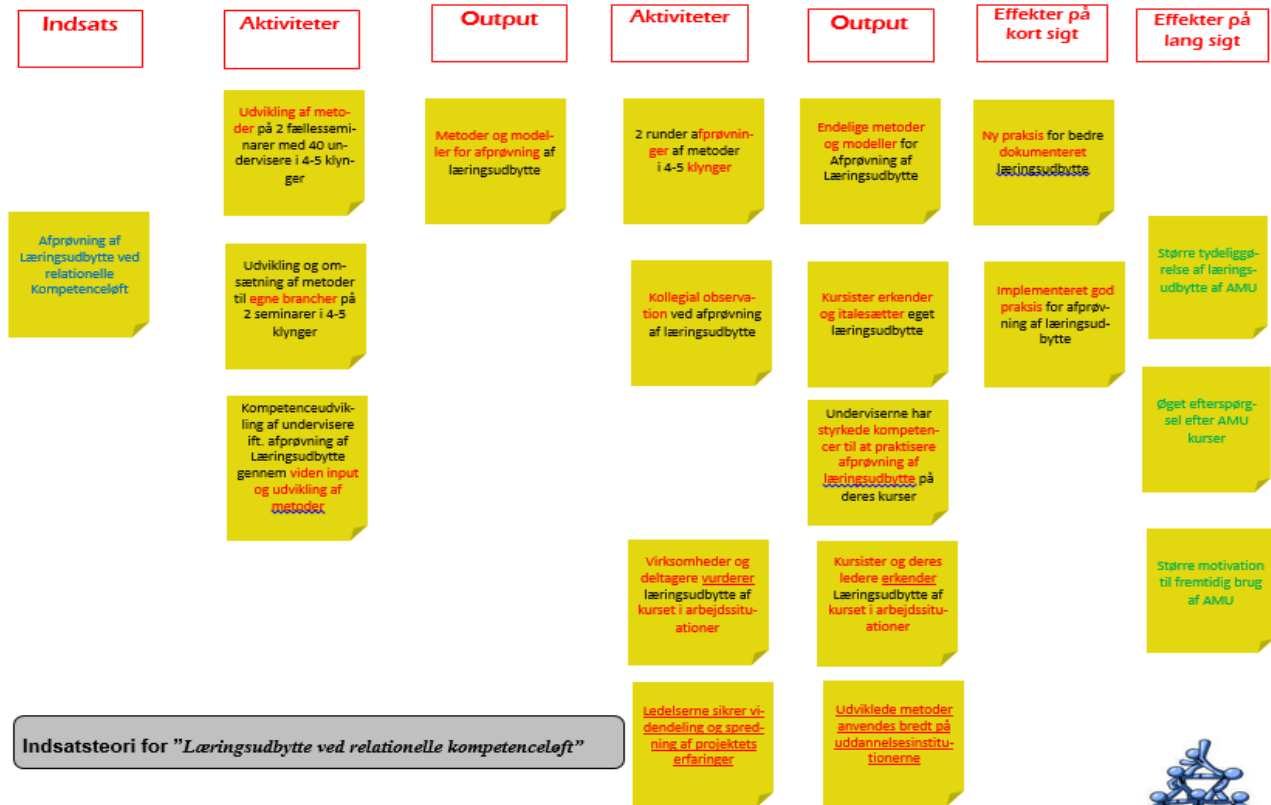 Indsats
Aktiviteter
Output
Aktiviteter
Output
Effekter på
kort sigt
Effekter på
lang sigt
Afprøvning af
Læringsudbytte ved
relationelle
Kompetenceløft
Udvikling af meto-
der på 2 fællessemi-
narer med 40 un-
dervisere i 4-5 klyn-
ger
Udvikling og om-
sætning af metoder
til egne brancher på
2 seminarer i 4-5
klynger
Kompetenceudvik-
ling af undervisere
ift. afprøvning af
Læringsudbytte
gennem viden input
og udvikling af
metoder
Metoder og model-
ler for afprøvning af
læringsudbytte
2 runder afprøvnin-
ger af metoder
i 4-5 klynger
Kollegial observa-
tion ved afprøvning
af læringsudbytte
Virksomheder og
deltagere vurderer
læringsudbytte af
kurset i arbejdssitu-
ationer
Ledelserne sikrer vi-
dendeling og spred-
ning af projektets
erfaringer
Endelige metoder
og modeller for
Afprøvning af
Læringsudbytte
Kursister erkender
og italesætter eget
læringsudbytte
Underviserne har
styrkede kompeten-
cer til at praktisere
afprøvning af
læringsudbytte på
deres kurser
Kursister og deres
ledere erkender
Læringsudbytte af
kurset i arbejdssitu-
ationer
Udviklede metoder
anvendes bredt på
uddannelsesinstitu-
tionerne
Ny praksis for bedre
dokumenteret
læringsudbytte
Implementeret god
praksis for afprøv-
ning af læringsud-
bytte
Større tydeliggø-
relse af lærings-
udbytte af AMU
Øget efterspørg-
sel efter AMU
kurser
Større motivation
til fremtidig brug
af AMU
Indsatsteori for ”Læringsudbytte ved relationelle kompetenceløft”